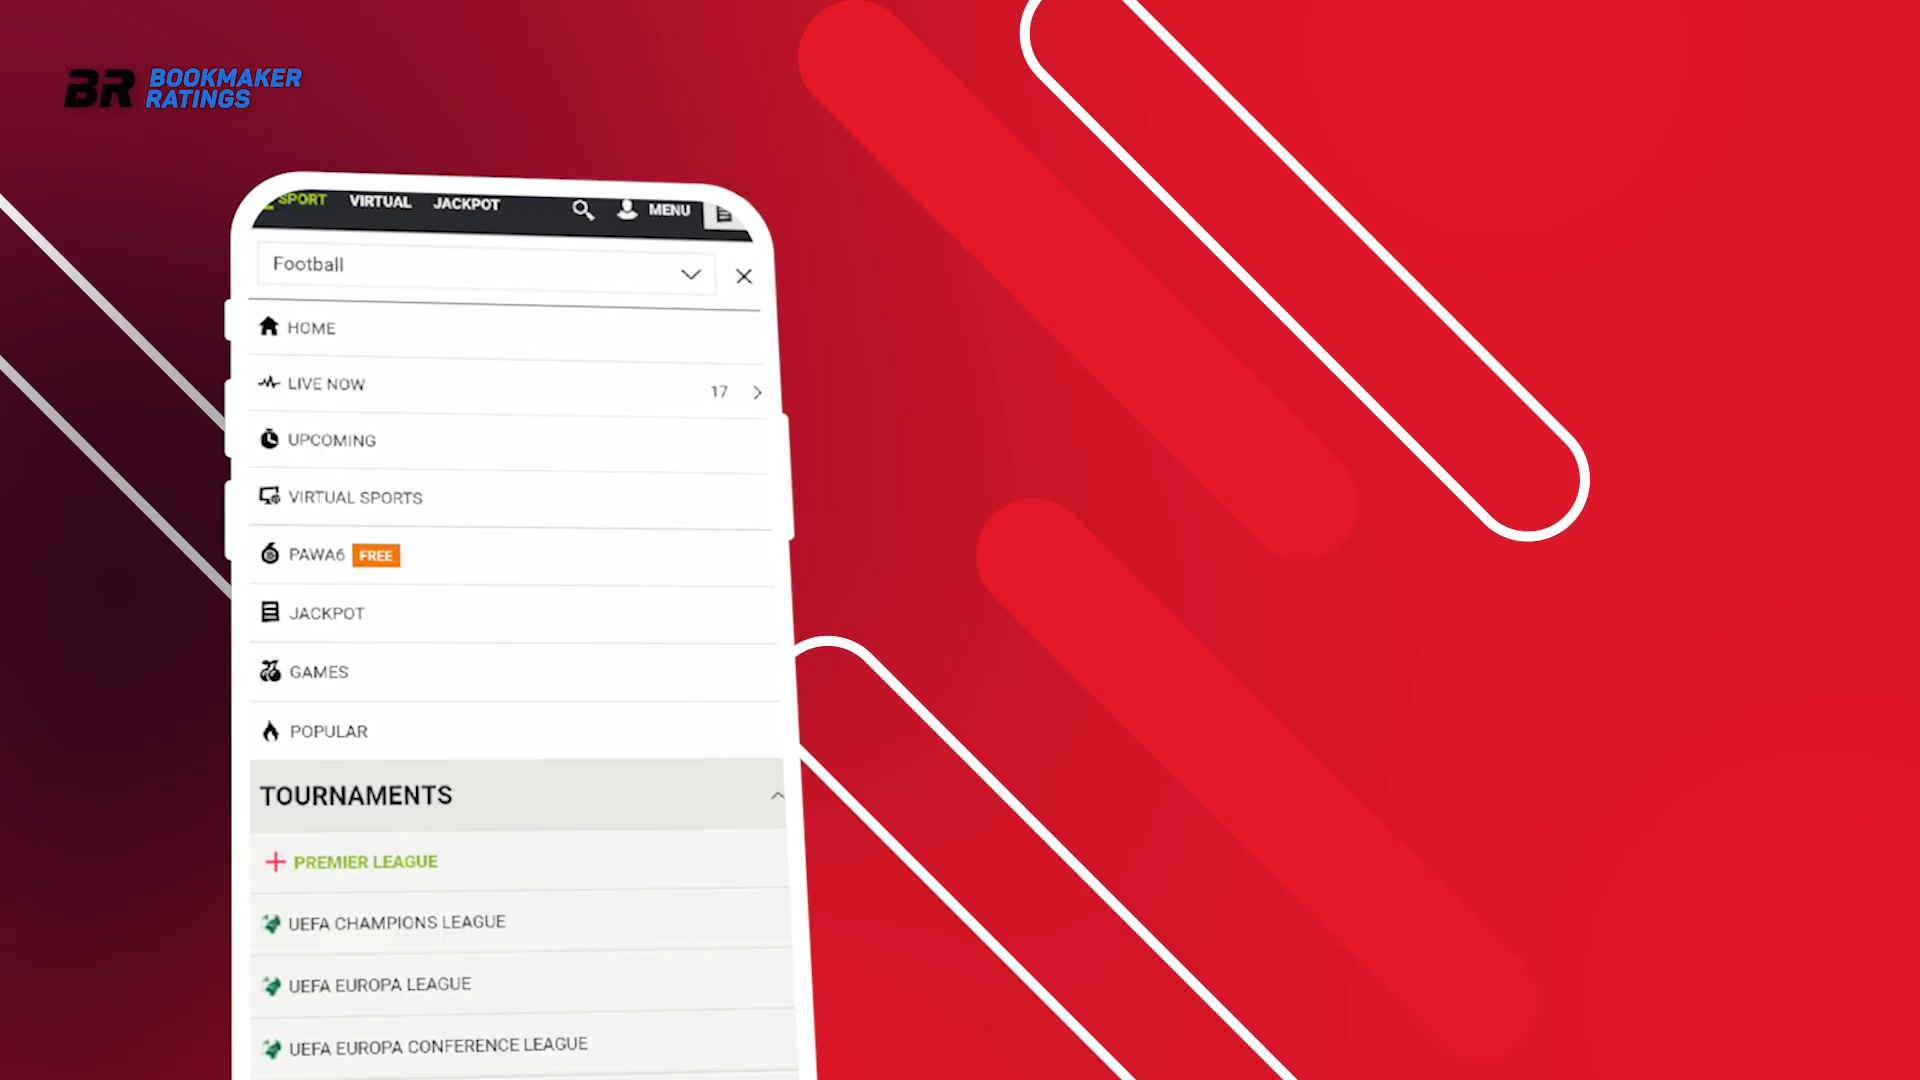 BR BOOKMAKER
RATINGS
SPORT VIRTUAL JACKPOT MENU
Football
HOME
LIVE NOW 17
UPCOMING
VIRTUAL SPORTS
PAWA6 FREE
JACKPOT
GAMES
POPULAR
TOURNAMENTS
PREMIER LEAGUE
UEFA CHAMPIONS LEAGUE
UEFA EUROPA LEAGUE
UEFA EUROPA CONFERENCE LEAGUE